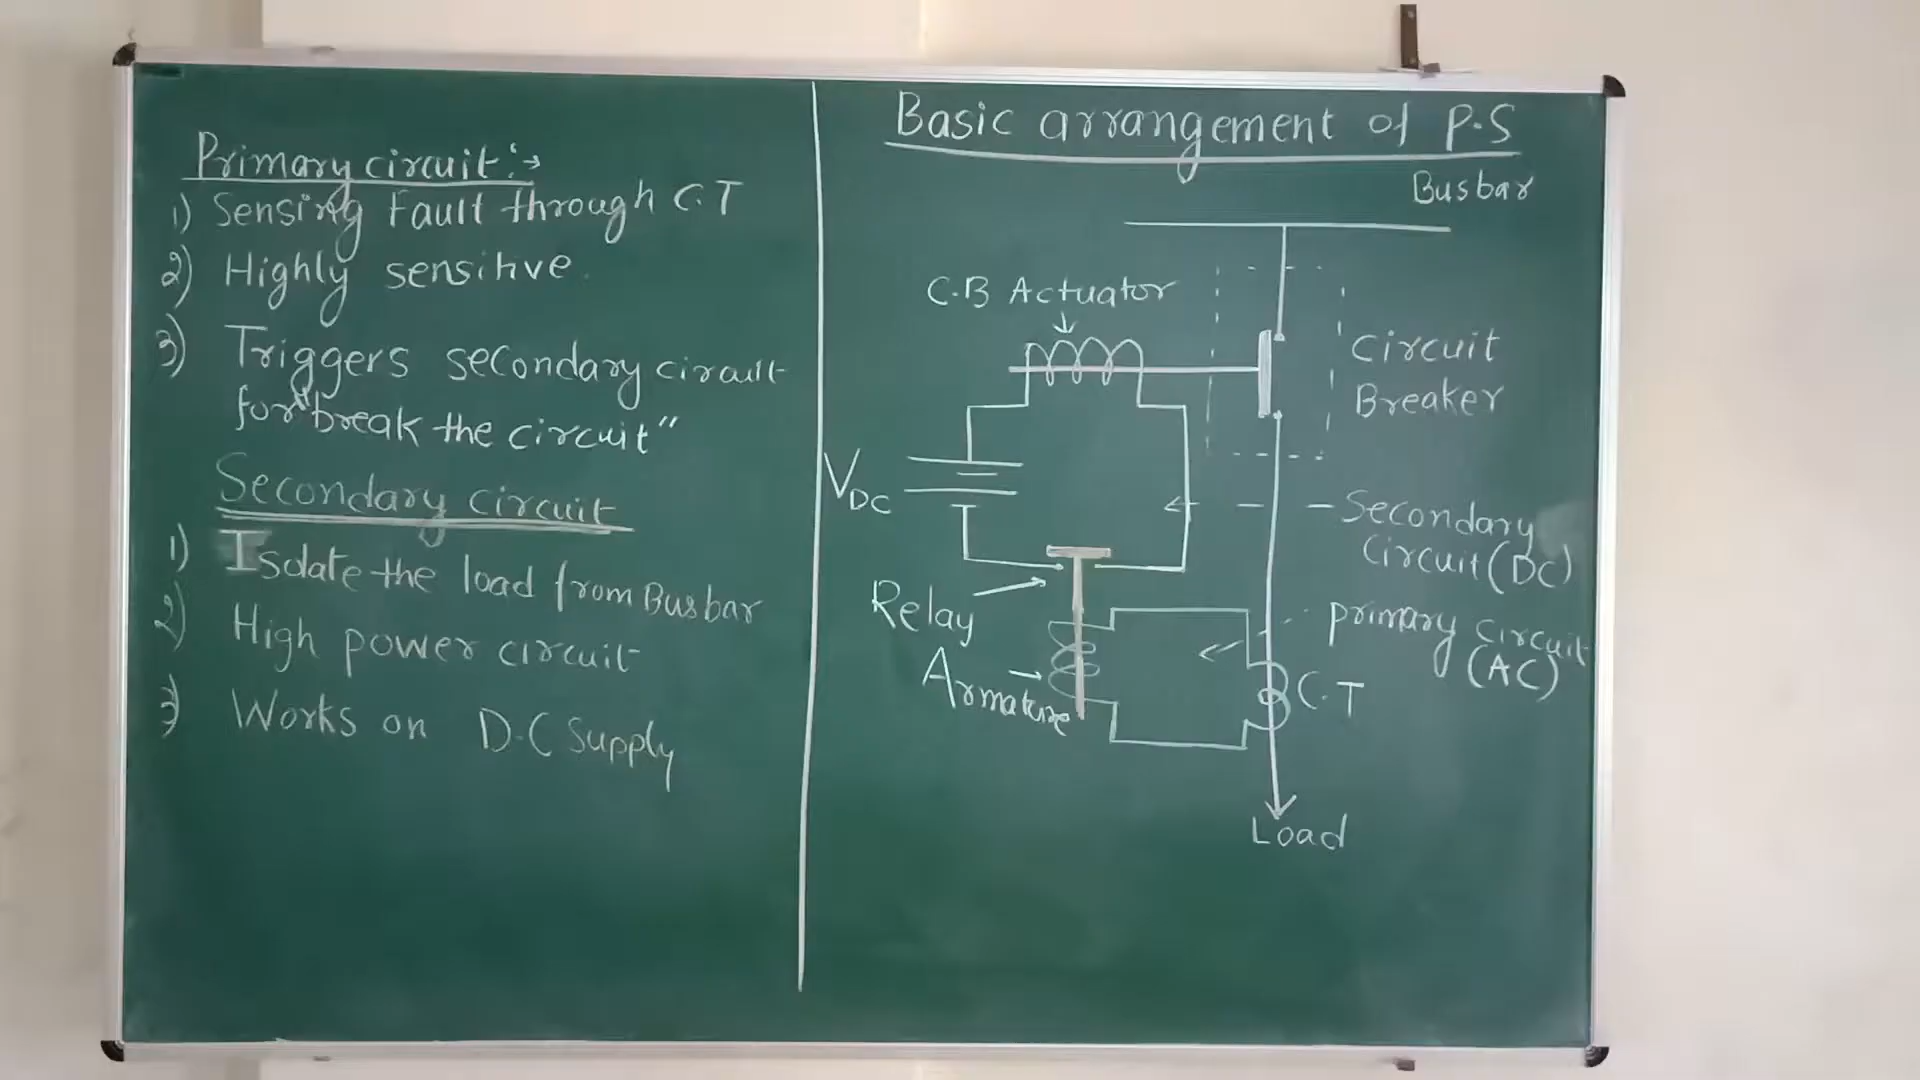 Primary circuit :→
1) Sensing Fault through C.T
2) Highly sensitive.
3) Triggers secondary circuit
for "break the circuit"
Secondary circuit
1) Isolate the load from Busbar
2) High power circuit
3) Works on D.C Supply
Basic arrangement of P.S
Busbar
C.B Actuator
Circuit
Breaker
VDC
Secondary
Circuit (DC)
Relay
primary circuit
(AC)
Armature
C.T
Load